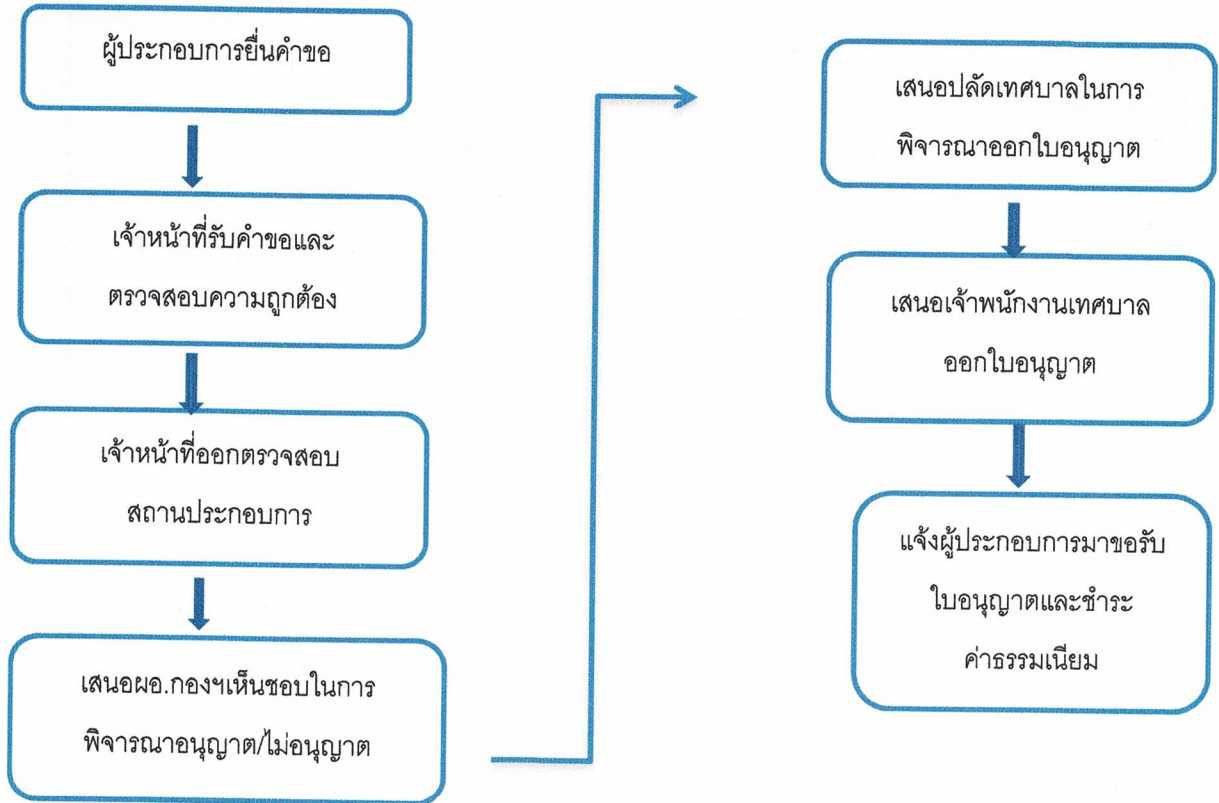 ผู้ประกอบการยื่นคำขอ
เจ้าหน้าที่รับคำขอและ
ตรวจสอบความถูกต้อง
เจ้าหน้าที่ออกตรวจสอบ
สถานประกอบการ
เสนอผอ.กองฯเห็นชอบในการ
พิจารณาอนุญาต/ไม่อนุญาต
เสนอปลัดเทศบาลในการ
พิจารณาออกใบอนุญาต
เสนอเจ้าพนักงานเทศบาล
ออกใบอนุญาต
แจ้งผู้ประกอบการมาขอรับ
ใบอนุญาตและชำระ
ค่าธรรมเนียม